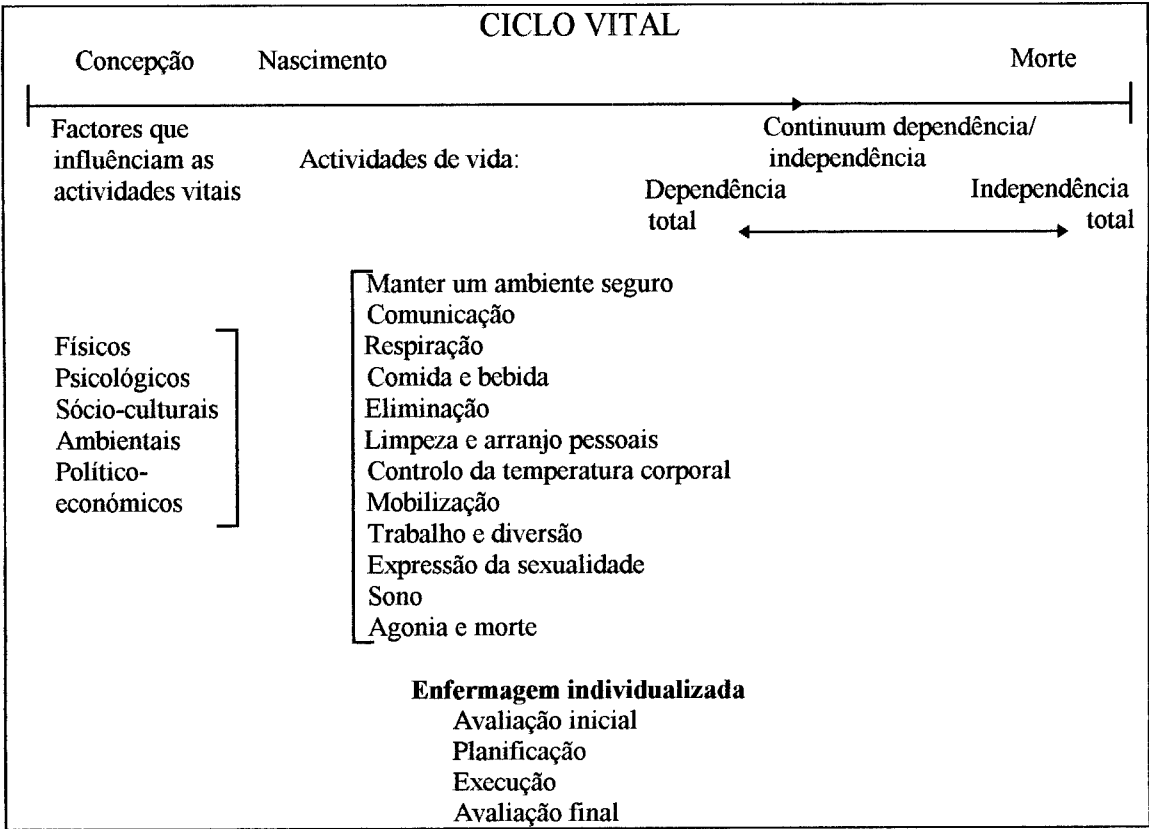 CICLO VITAL
Concepção Nascimento Morte
Factores que
influênciam as
actividades vitais
Actividades de vida:
Continuum dependência/
independência
Dependência
total
Independência
total
Físicos
Psicológicos
Sócio-culturais
Ambientais
Político-
económicos
Manter um ambiente seguro
Comunicação
Respiração
Comida e bebida
Eliminação
Limpeza e arranjo pessoais
Controlo da temperatura corporal
Mobilização
Trabalho e diversão
Expressão da sexualidade
Sono
Agonia e morte
Enfermagem individualizada
Avaliação inicial
Planificação
Execução
Avaliação final